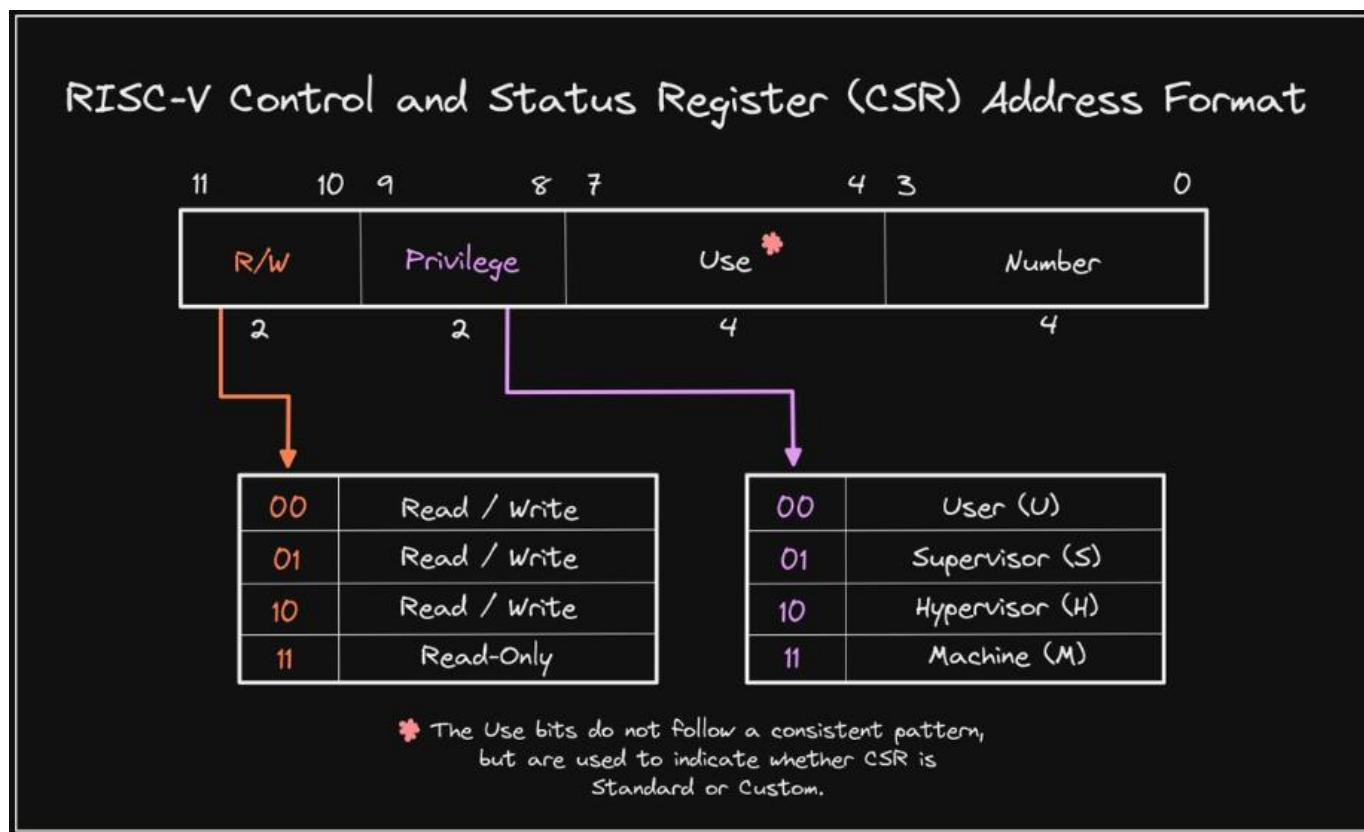 RISC-V Control and Status Register (CSR) Address Format
11 10 9 8 7 4 3 0
R/W Privilege Use * Number
2 2 4 4
00 Read / Write
01 Read / Write
10 Read / Write
11 Read-Only
00 User (U)
01 Supervisor (S)
10 Hypervisor (H)
11 Machine (M)
* The Use bits do not follow a consistent pattern,
but are used to indicate whether CSR is
Standard or Custom.